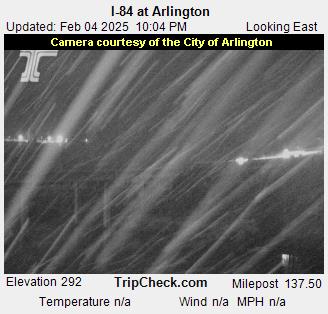 I-84 at Arlington
Updated: Feb 04 2025 10:04 PM Looking East
Camera courtesy of the City of Arlington
Elevation 292 TripCheck.com Milepost 137.50
Temperature n/a Wind n/a MPH n/a